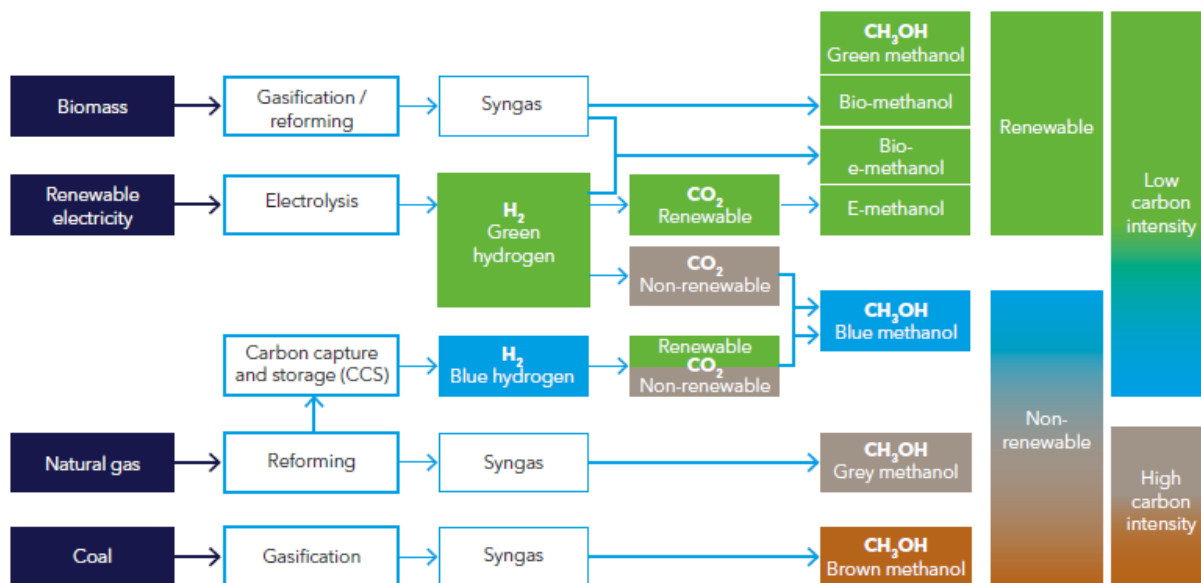 CH₃OH
Green methanol
Biomass
Gasification /
reforming
Syngas
Bio-methanol
Renewable
Bio-
e-methanol
Renewable
electricity
Electrolysis
H₂
Green
hydrogen
CO₂
Renewable
E-methanol
Low
carbon
intensity
CO₂
Non-renewable
CH₃OH
Blue methanol
Carbon capture
and storage (CCS)
H₂
Blue hydrogen
Renewable
CO₂
Non-renewable
Non-
renewable
Natural gas
Reforming
Syngas
CH₃OH
Grey methanol
High
carbon
intensity
Coal
Gasification
Syngas
CH₃OH
Brown methanol